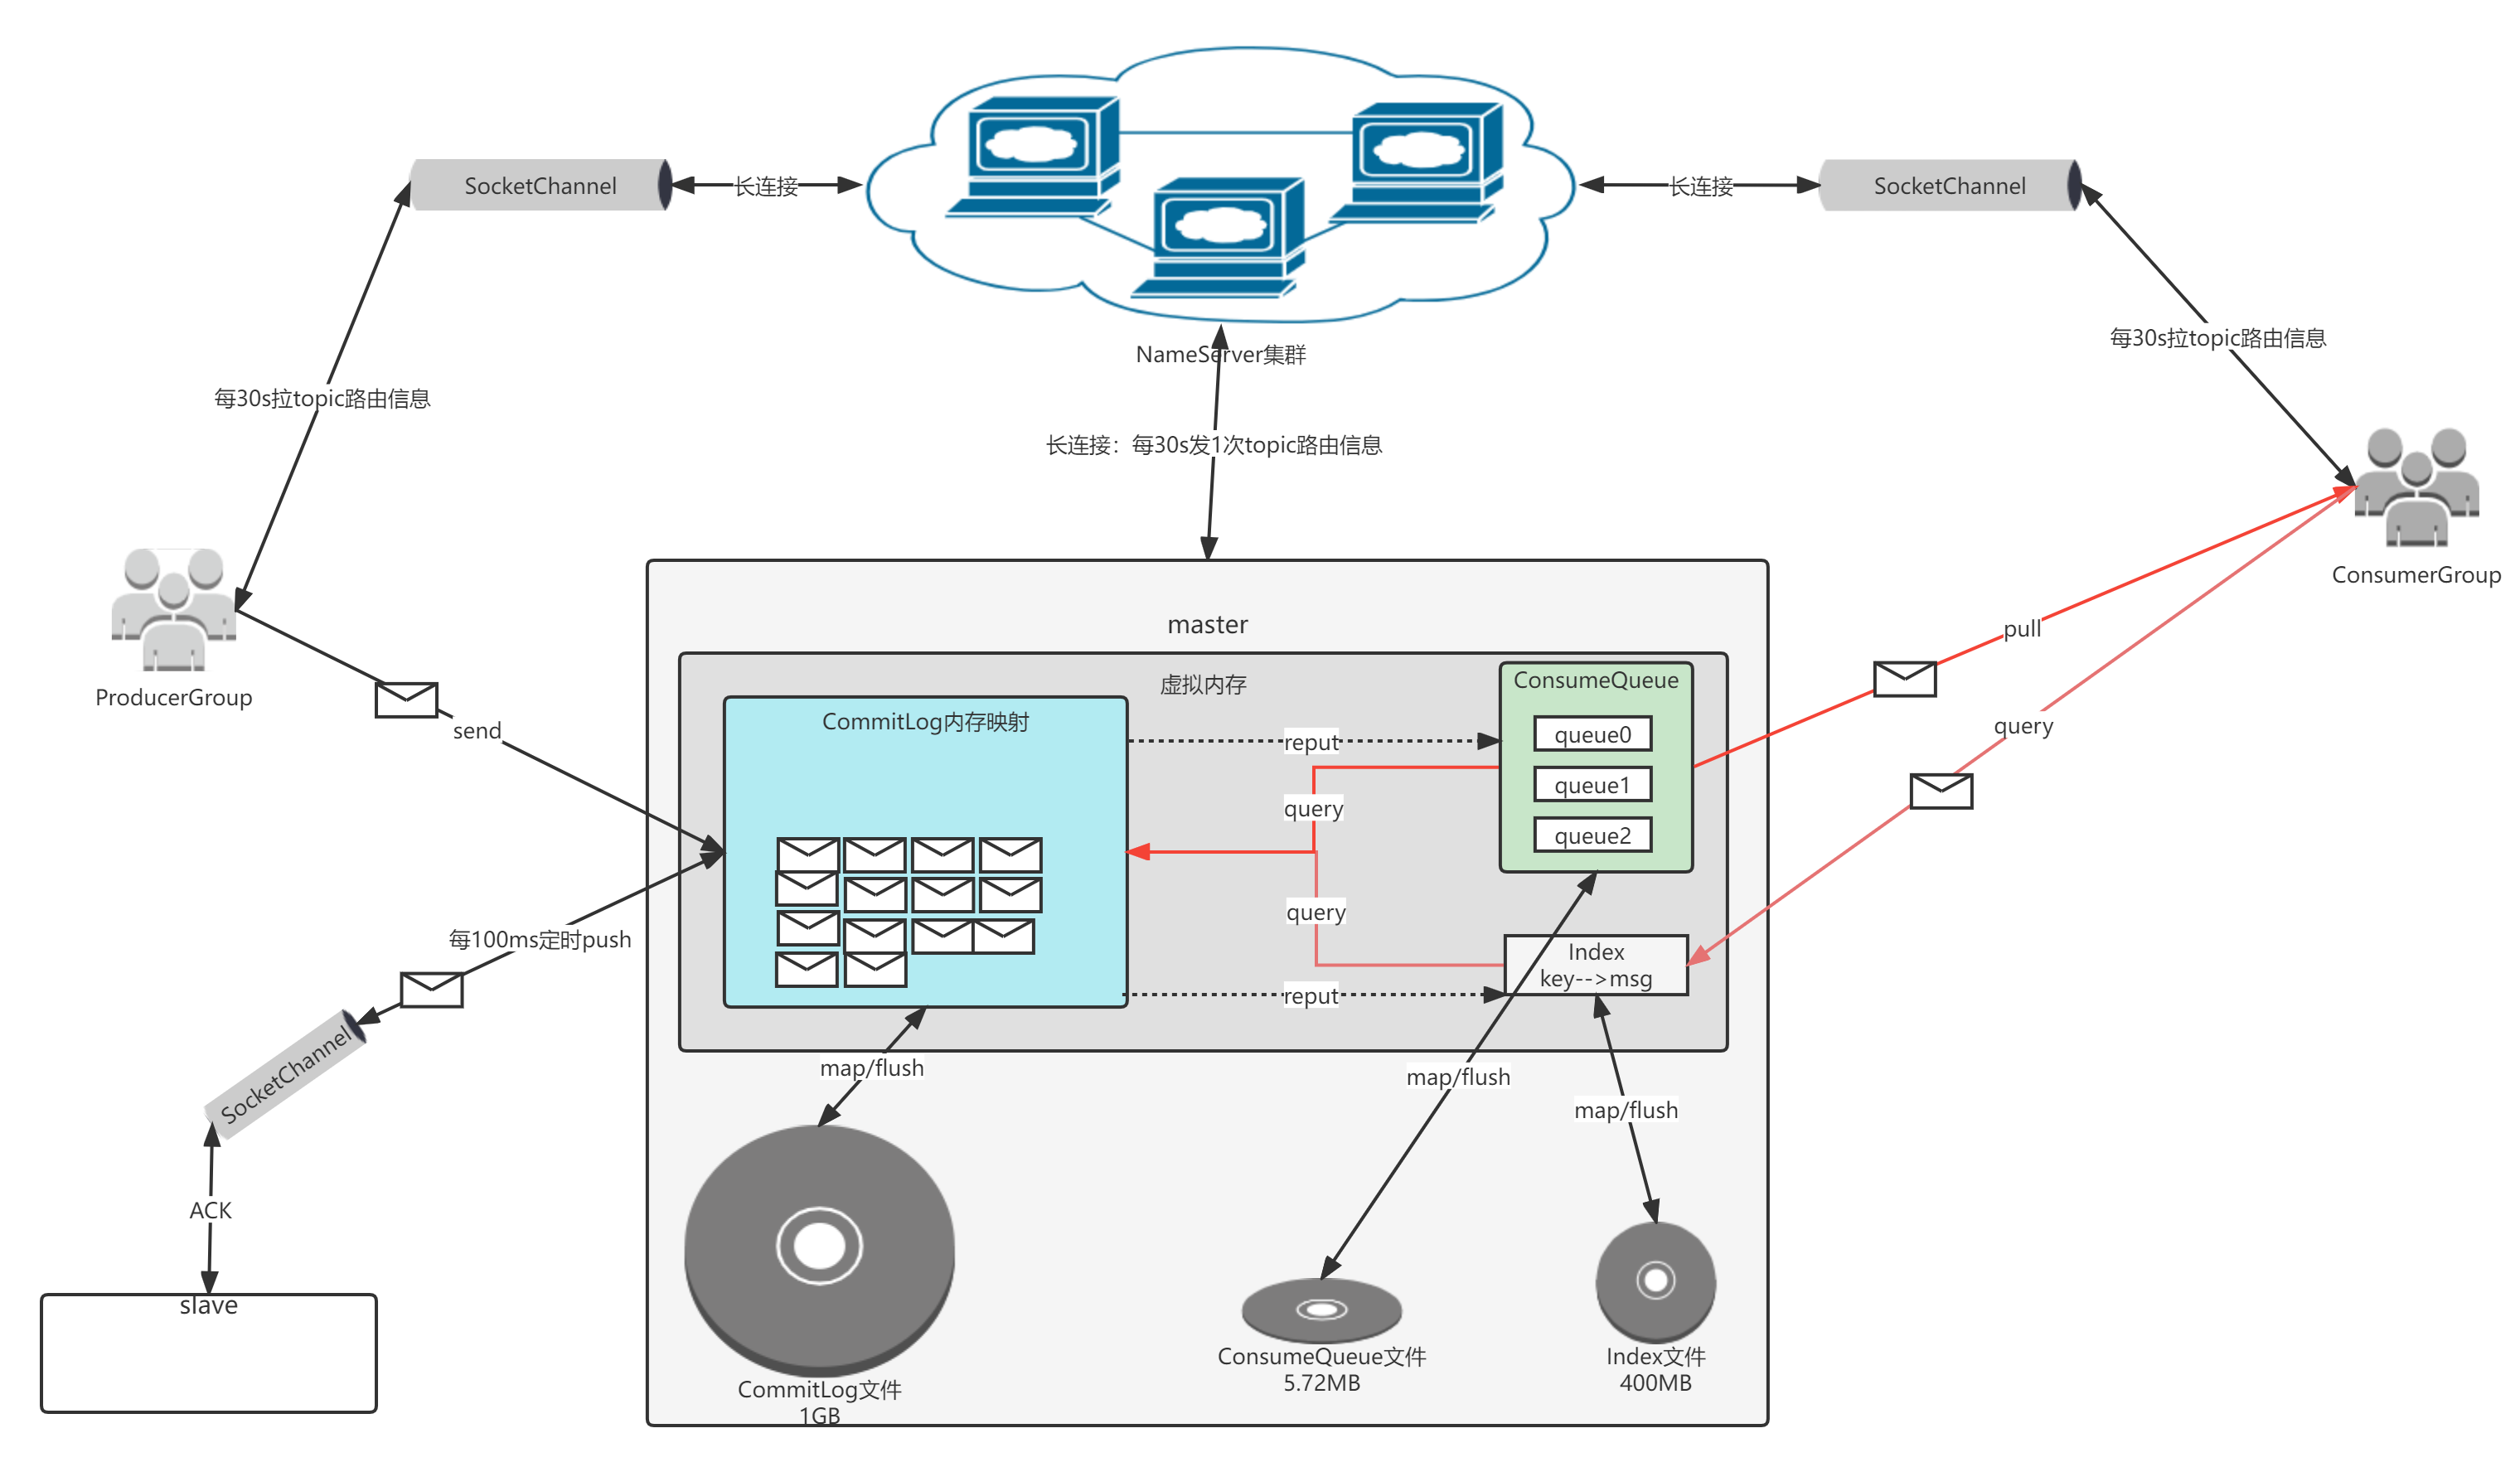 SocketChannel
长连接
长连接
SocketChannel
NameServer集群
每30s拉topic路由信息
每30s拉topic路由信息
长连接：每30s发1次topic路由信息
ConsumerGroup
ProducerGroup
master
pull
send
query
虚拟内存
CommitLog内存映射
ConsumeQueue
queue0
queue1
queue2
reput
query
query
reput
Index
key-->msg
每100ms定时push
SocketChannel
ACK
slave
map/flush
map/flush
map/flush
CommitLog文件
1GB
ConsumeQueue文件
5.72MB
Index文件
400MB